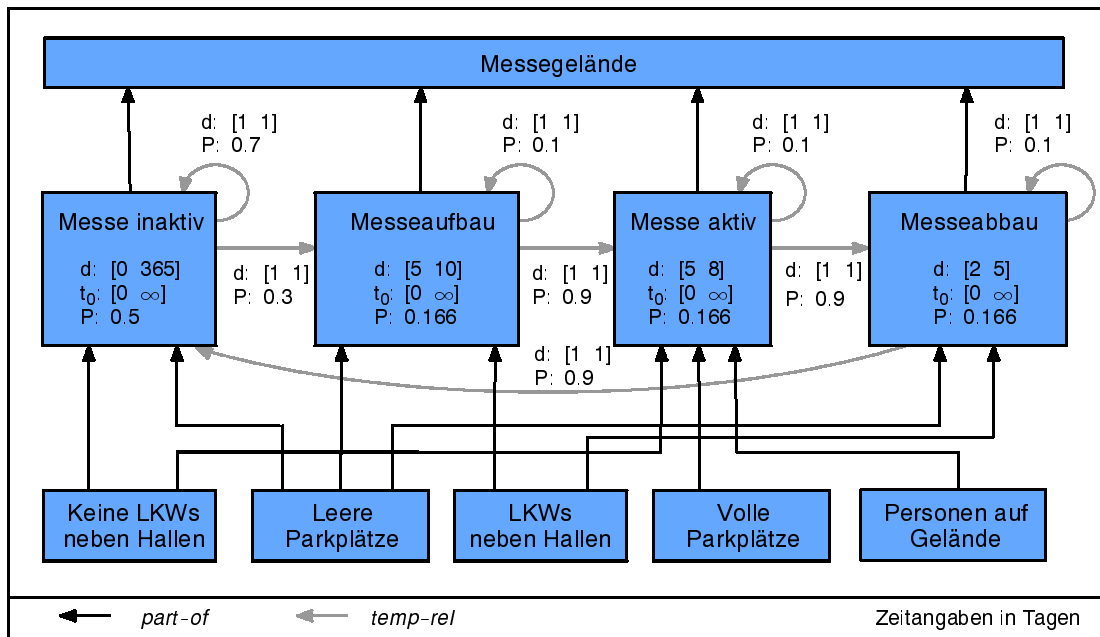 Messegelände
d: [1 1]
P: 0.7
d: [1 1]
P: 0.1
d: [1 1]
P: 0.1
d: [1 1]
P: 0.1
Messe inaktiv
d: [0 365]
t0: [0 ∞]
P: 0.5
d: [1 1]
P: 0.3
Messeaufbau
d: [5 10]
t0: [0 ∞]
P: 0.166
d: [1 1]
P: 0.9
Messe aktiv
d: [5 8]
t0: [0 ∞]
P: 0.166
d: [1 1]
P: 0.9
Messeabbau
d: [2 5]
t0: [0 ∞]
P: 0.166
d: [1 1]
P: 0.9
Keine LKWs
neben Hallen
Leere
Parkplätze
LKWs
neben Hallen
Volle
Parkplätze
Personen auf
Gelände
part-of
temp-rel
Zeitangaben in Tagen